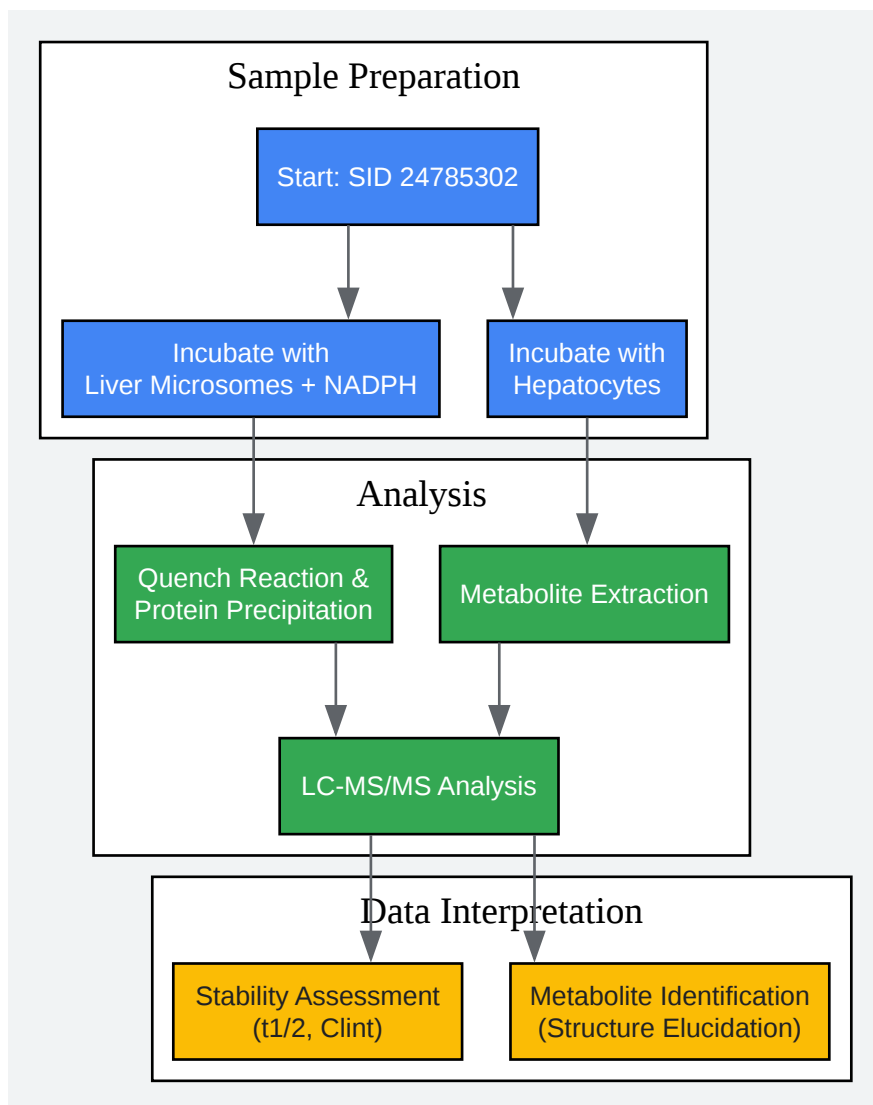 Sample Preparation
Start: SID 24785302
Incubate with
Liver Microsomes + NADPH
Incubate with
Hepatocytes
Analysis
Quench Reaction &
Protein Precipitation
Metabolite Extraction
LC-MS/MS Analysis
Data Interpretation
Stability Assessment
(t1/2, Clint)
Metabolite Identification
(Structure Elucidation)